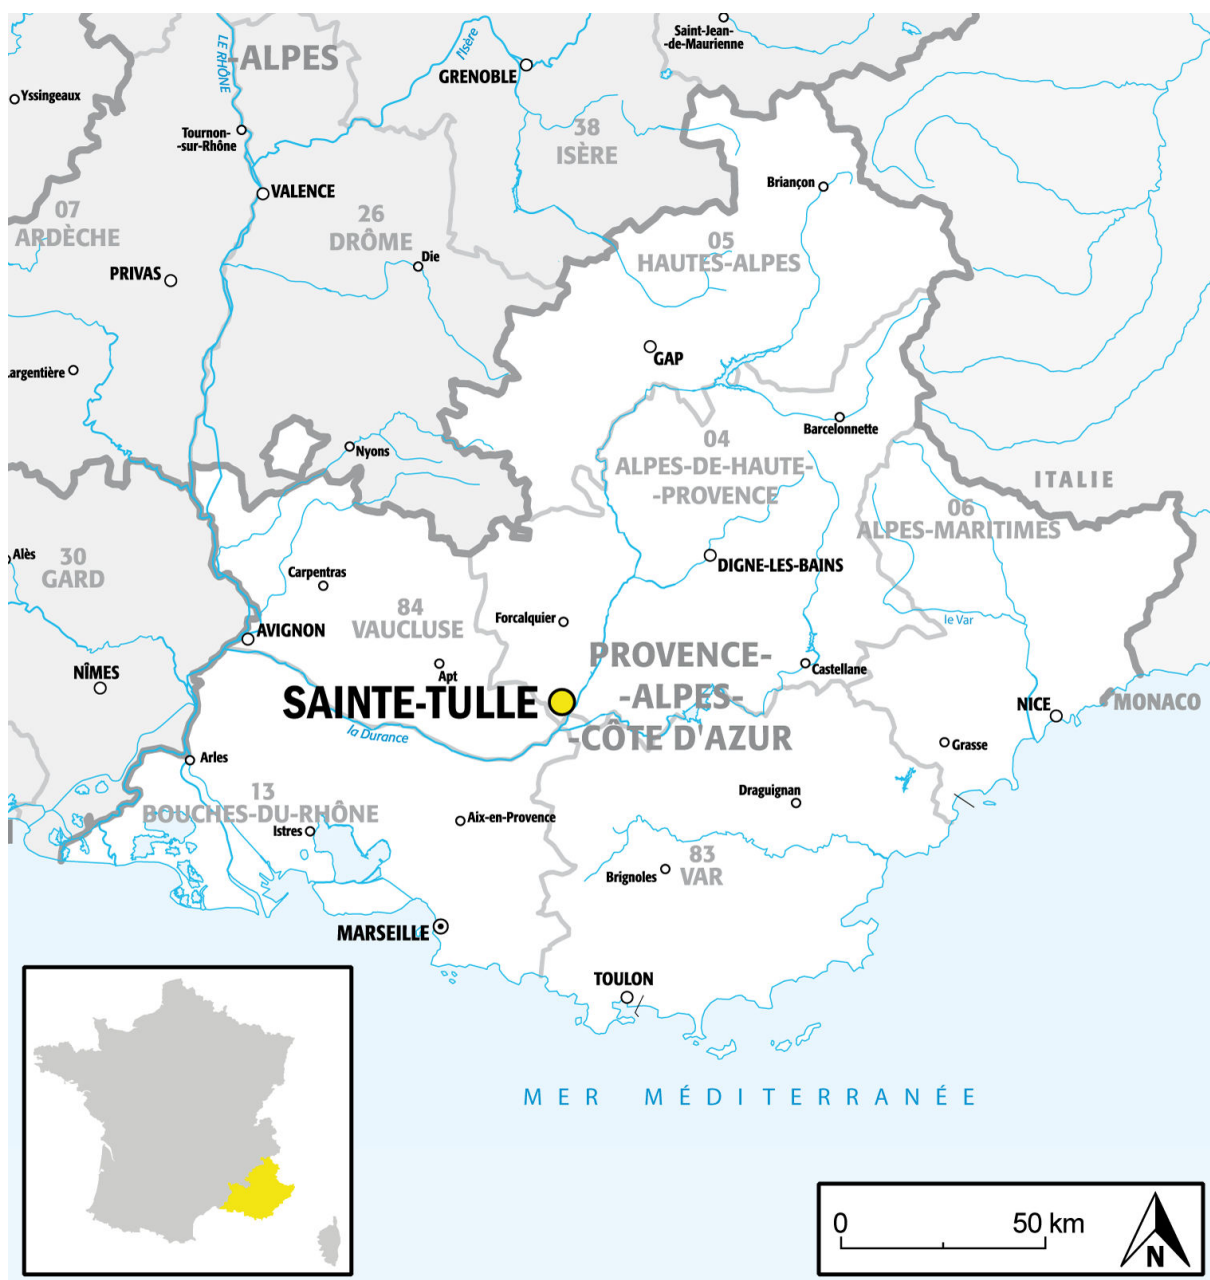 Saint-Jean-
-de-Maurienne
LE RHÔNE
-ALPES
l'Isère
GRENOBLE
Yssingeaux
Tournon-
-sur-Rhône
38
ISÈRE
VALENCE
Briançon
07
ARDÈCHE
26
DRÔME
05
HAUTES-ALPES
Die
PRIVAS
GAP
argentière
Barcelonnette
Nyons
04
ALPES-DE-HAUTE-
-PROVENCE
ITALIE
06
ALPES-MARITIMES
Alès
30
GARD
Carpentras
DIGNE-LES-BAINS
84
VAUCLUSE
Forcalquier
le Var
AVIGNON
PROVENCE-
-ALPES-
-CÔTE D'AZUR
Castellane
Apt
NÎMES
SAINTE-TULLE
NICE
MONACO
la Durance
Grasse
Arles
13
BOUCHES-DU-RHÔNE
Draguignan
Istres
Aix-en-Provence
83
VAR
Brignoles
MARSEILLE
TOULON
MER MÉDITERRANÉE
0
50 km
N